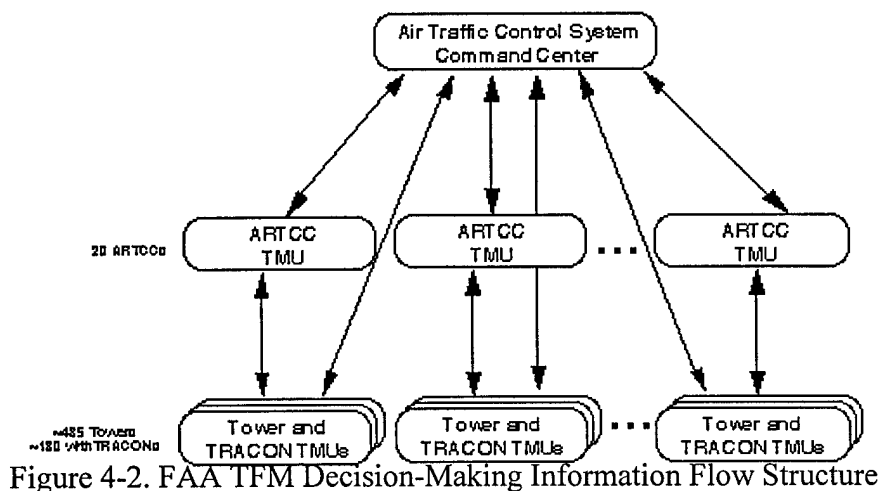 Air Traffic Control System
Command Center
20 ARTCCs
ARTCC
TMU
ARTCC
TMU
ARTCC
TMU
~485 Towers
~180 with TRACONs
Tower and
TRACON TMUs
Tower and
TRACON TMUs
Tower and
TRACON TMUs
Figure 4-2. FAA TFM Decision-Making Information Flow Structure